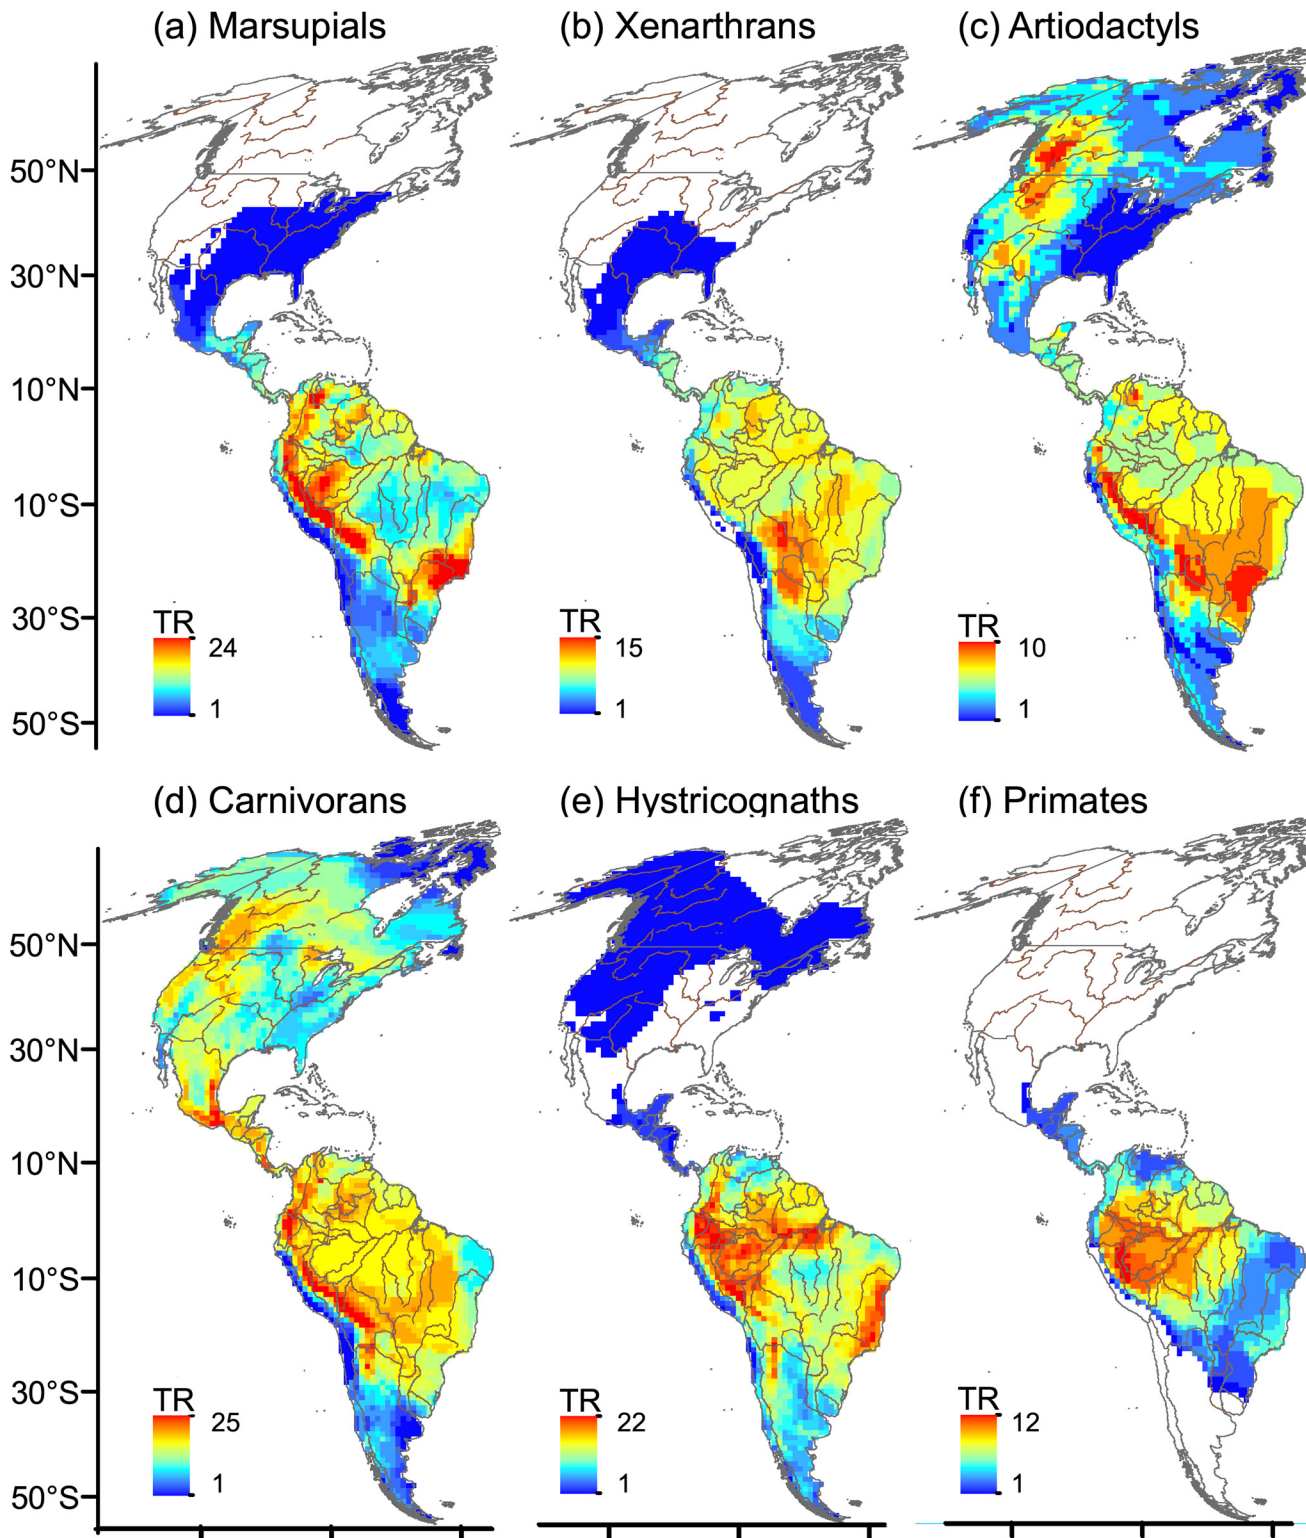 (a) Marsupials
(b) Xenarthrans
(c) Artiodactyls
50°N
30°N
10°N
10°S
30°S
50°S
TR
24
1
TR
15
1
TR
10
1
(d) Carnivorans
(e) Hystricognaths
(f) Primates
50°N
30°N
10°N
10°S
30°S
50°S
TR
25
1
TR
22
1
TR
12
1